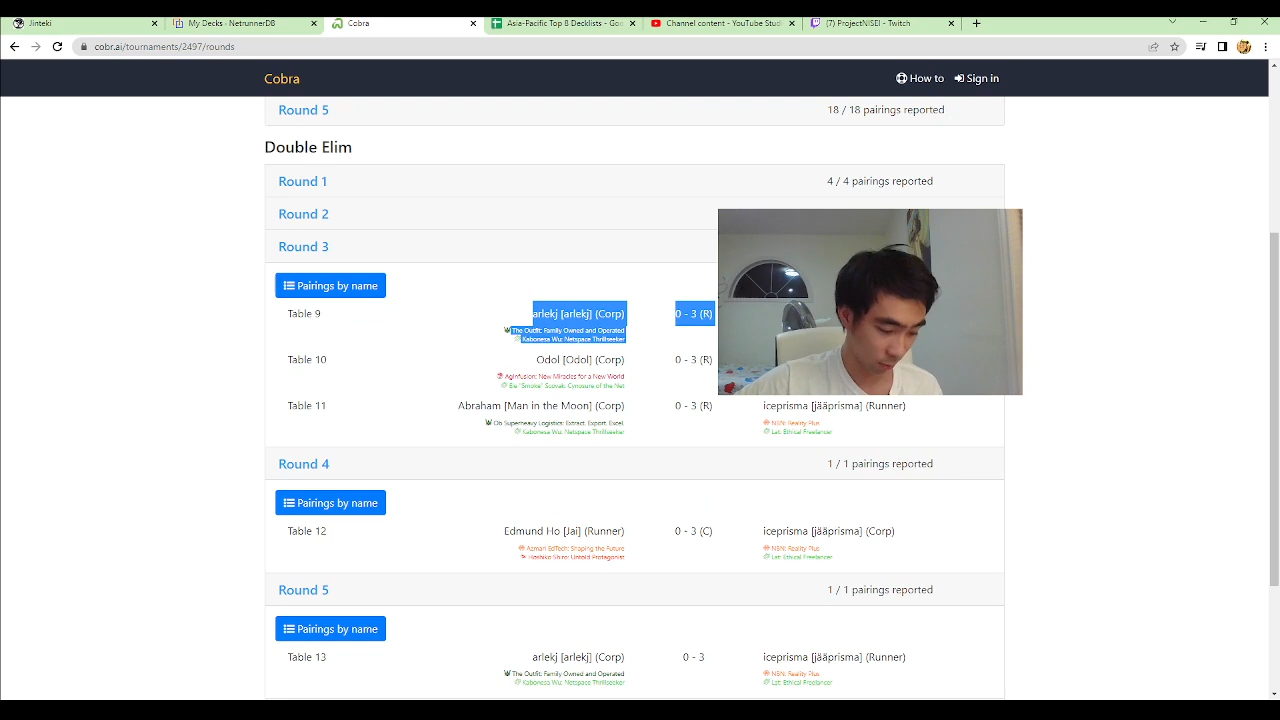 Jinteki
My Decks - NetrunnerDB
Cobra
Asia-Pacific Top 8 Decklists - Goo
Channel content - YouTube Stud
(7) ProjectNISEI - Twitch
cobr.ai/tournaments/2497/rounds
Cobra
How to
Sign in
Round 5
18 / 18 pairings reported
Double Elim
Round 1
4 / 4 pairings reported
Round 2
Round 3
Pairings by name
Table 9
arlekj [arlekj] (Corp)
0 - 3 (R)
The Outfit: Family Owned and Operated
Kabonesa Wu: Netspace Thrillseeker
Table 10
Odol [Odol] (Corp)
0 - 3 (R)
AgInfusion: New Miracles for a New World
Ele "Smoke" Scovak: Cynosure of the Net
Table 11
Abraham [Man in the Moon] (Corp)
0 - 3 (R)
iceprisma [jääprisma] (Runner)
Ob Superheavy Logistics: Extract. Export. Excel.
Kabonesa Wu: Netspace Thrillseeker
NBN: Reality Plus
Lat: Ethical Freelancer
Round 4
1 / 1 pairings reported
Pairings by name
Table 12
Edmund Ho [Jai] (Runner)
0 - 3 (C)
iceprisma [jääprisma] (Corp)
Azmari EdTech: Shaping the Future
Hoshiko Shiro: Untold Protagonist
NBN: Reality Plus
Lat: Ethical Freelancer
Round 5
1 / 1 pairings reported
Pairings by name
Table 13
arlekj [arlekj] (Corp)
0 - 3
iceprisma [jääprisma] (Runner)
The Outfit: Family Owned and Operated
Kabonesa Wu: Netspace Thrillseeker
NBN: Reality Plus
Lat: Ethical Freelancer